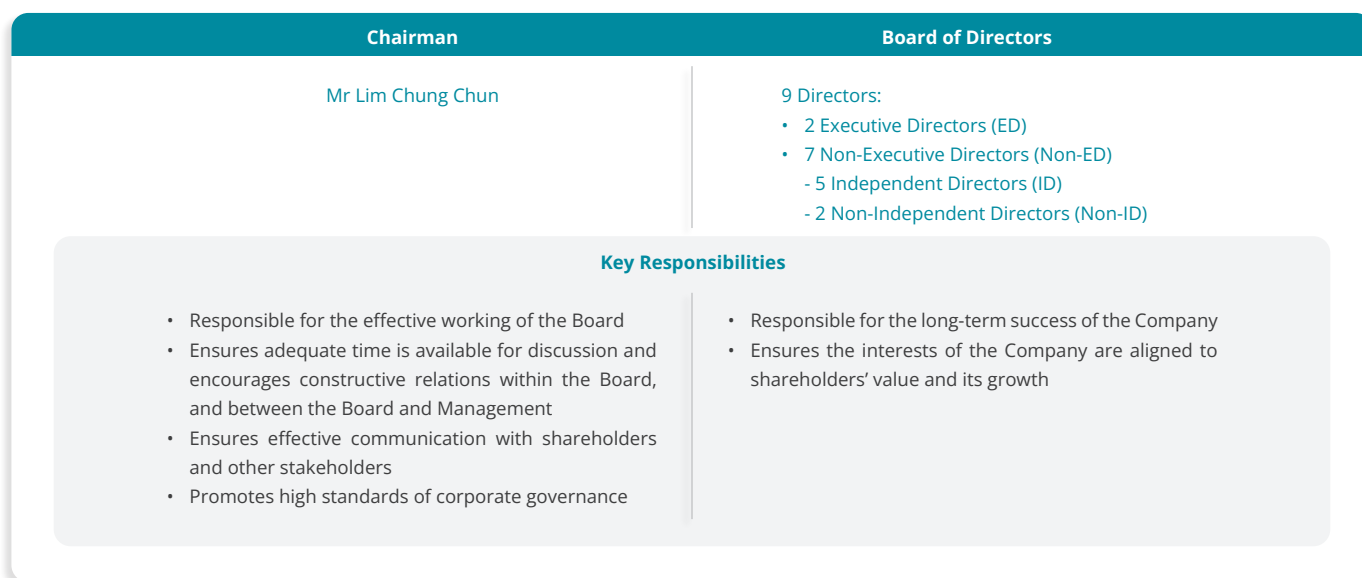 Chairman
Board of Directors
Mr Lim Chung Chun
9 Directors:
• 2 Executive Directors (ED)
• 7 Non-Executive Directors (Non-ED)
- 5 Independent Directors (ID)
- 2 Non-Independent Directors (Non-ID)
Key Responsibilities
• Responsible for the effective working of the Board
• Ensures adequate time is available for discussion and
encourages constructive relations within the Board,
and between the Board and Management
• Ensures effective communication with shareholders
and other stakeholders
• Promotes high standards of corporate governance
• Responsible for the long-term success of the Company
• Ensures the interests of the Company are aligned to
shareholders’ value and its growth